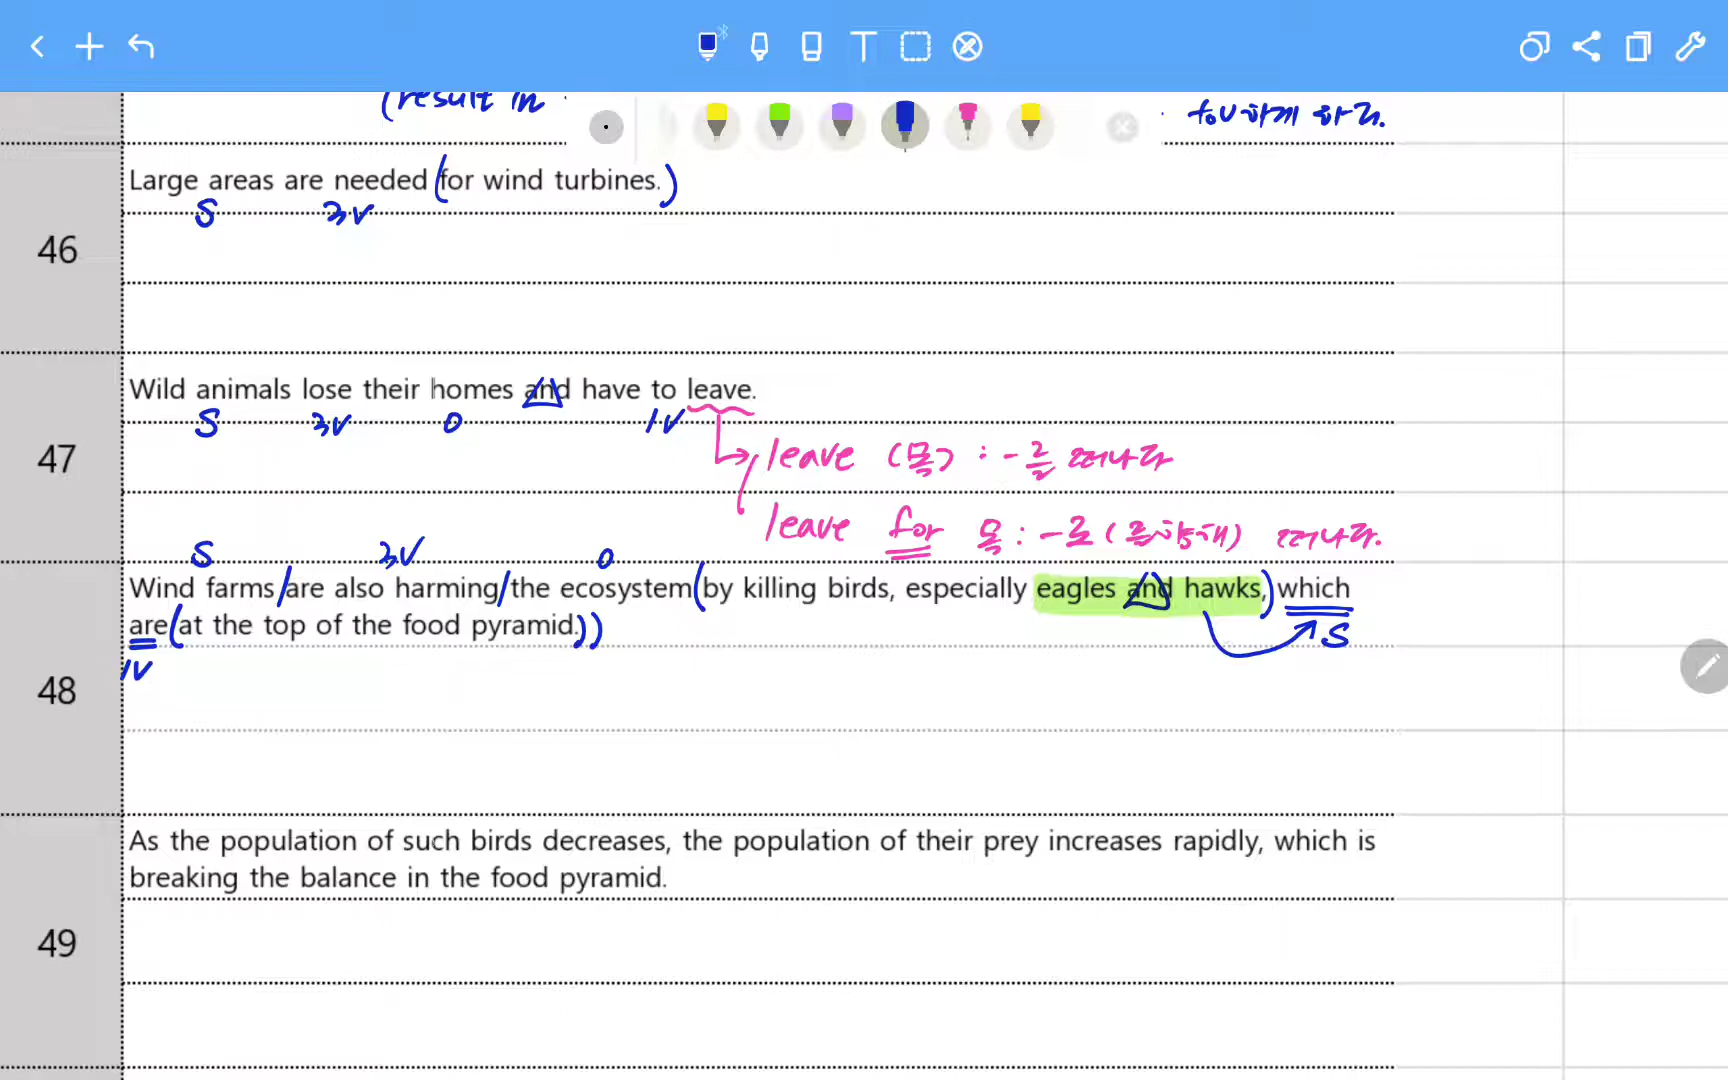 (result in
to V 하게 하다.
Large areas are needed (for wind turbines.)
S 3V
46
Wild animals lose their homes and have to leave.
S 3V O 1V
47
leave (목) : ~를 떠나다
leave for 목 : ~로 (를 향해) 떠나다.
S 3V O
Wind farms / are also harming / the ecosystem (by killing birds, especially eagles and hawks,) which
are (at the top of the food pyramid.))
S
1V
48
As the population of such birds decreases, the population of their prey increases rapidly, which is
breaking the balance in the food pyramid.
49